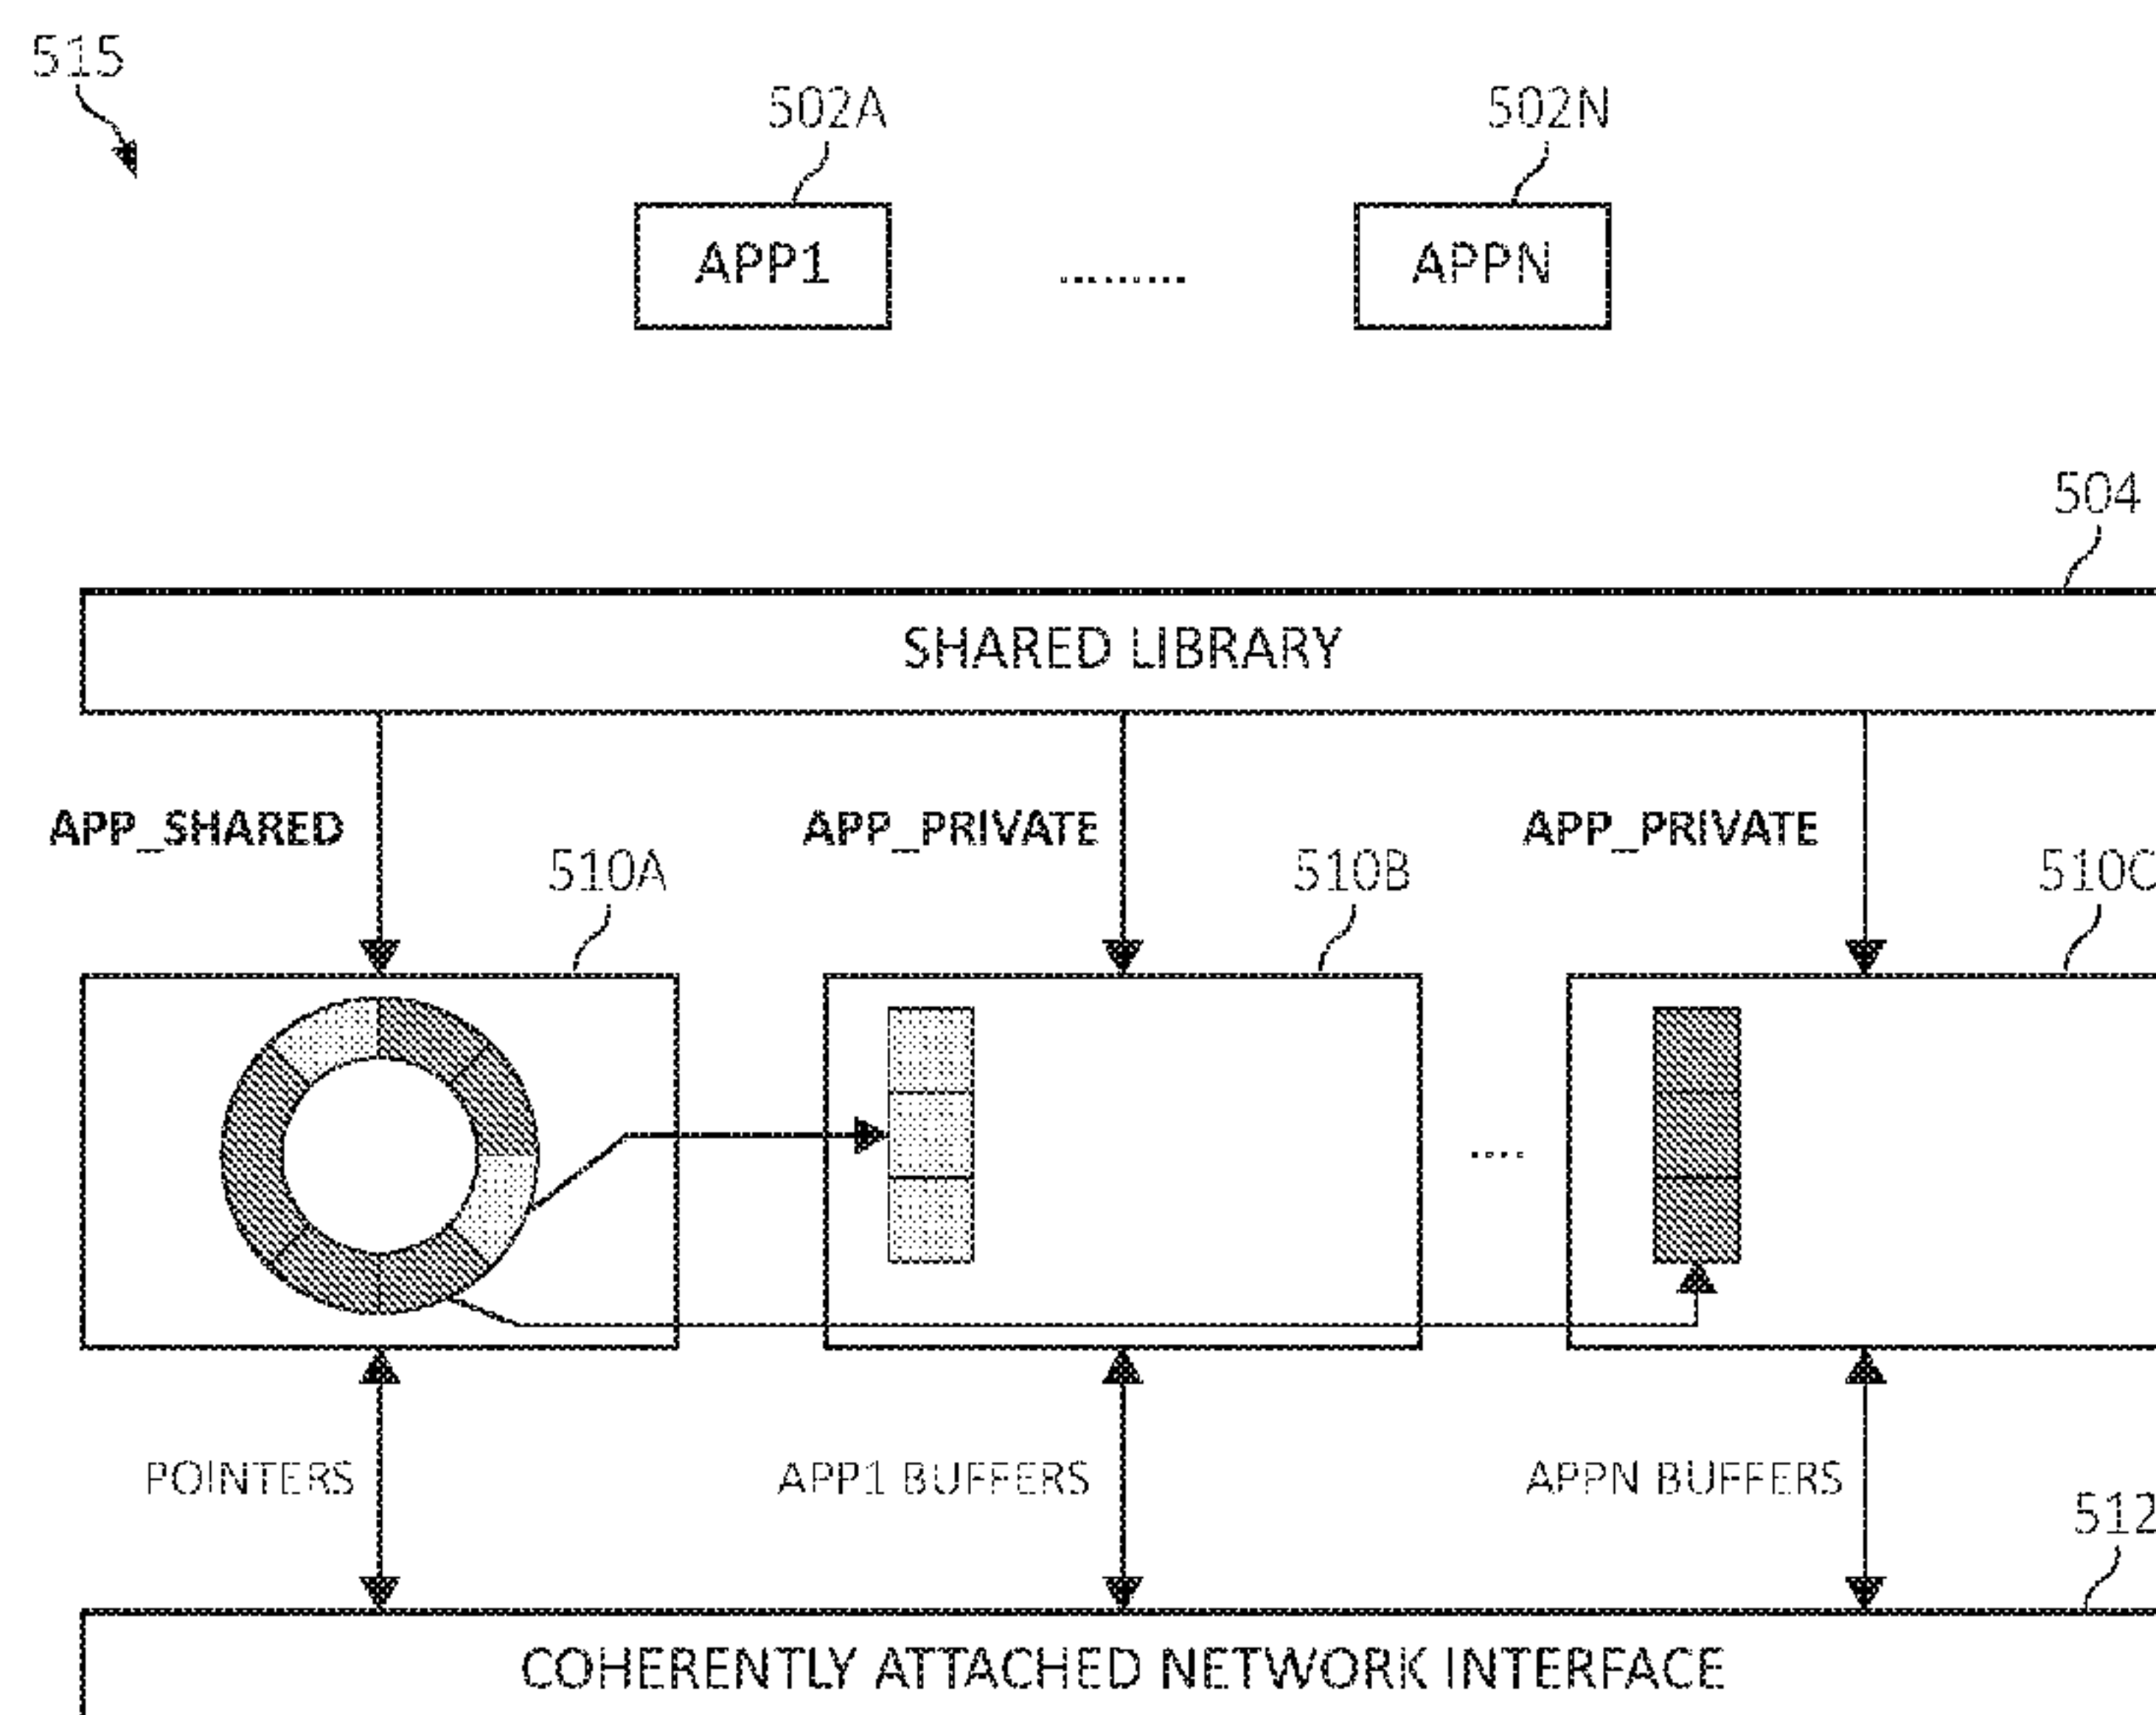 515
502A
502N
APP1
.........
APPN
504
SHARED LIBRARY
APP_SHARED
APP_PRIVATE
APP_PRIVATE
510A
510B
510C
....
POINTERS
APP1 BUFFERS
APPN BUFFERS
512
COHERENTLY ATTACHED NETWORK INTERFACE